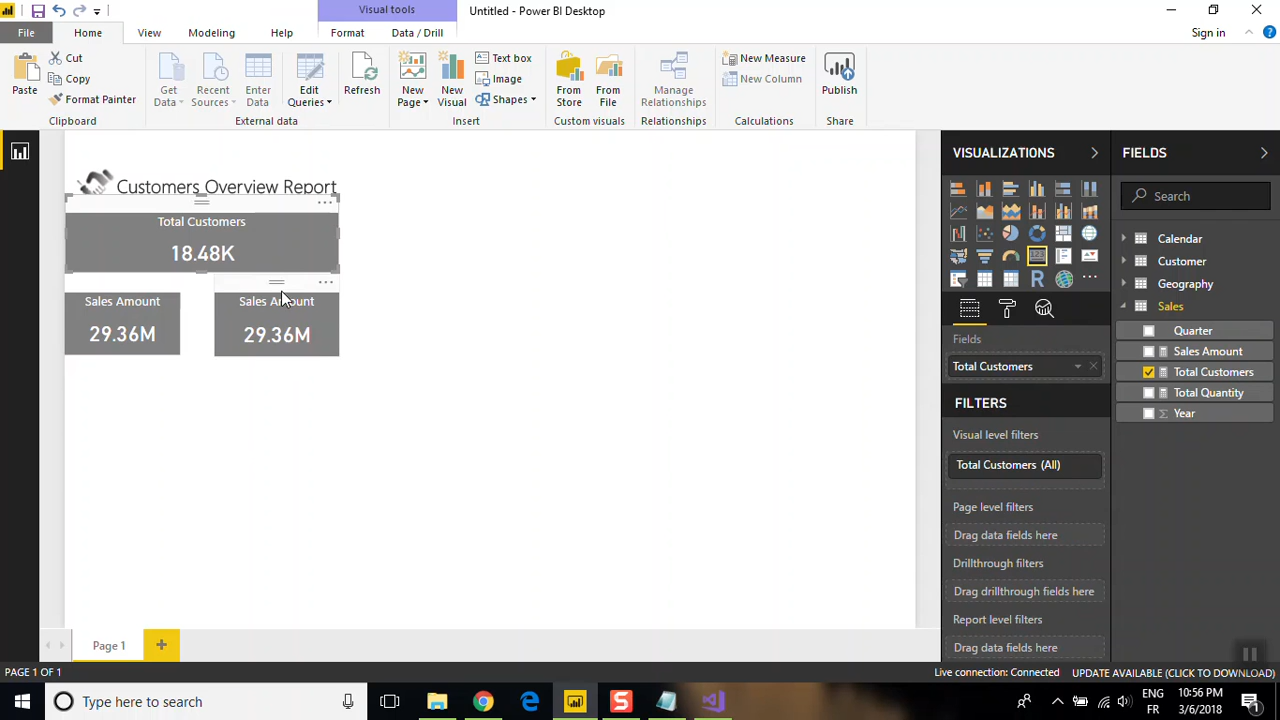 Visual tools
Untitled - Power BI Desktop
File
Home
View
Modeling
Help
Format
Data / Drill
Sign in
Paste
Cut
Copy
Format Painter
Clipboard
Get Data
Recent Sources
Enter Data
Edit Queries
Refresh
External data
New Page
New Visual
Text box
Image
Shapes
Insert
From Store
From File
Custom visuals
Manage Relationships
Relationships
New Measure
New Column
Calculations
Publish
Share
Customers Overview Report
Total Customers
18.48K
Sales Amount
29.36M
Sales Amount
29.36M
VISUALIZATIONS
R
Fields
Total Customers
FILTERS
Visual level filters
Total Customers (All)
Page level filters
Drag data fields here
Drillthrough filters
Drag drillthrough fields here
Report level filters
Drag data fields here
FIELDS
Search
Calendar
Customer
Geography
Sales
Quarter
Sales Amount
Total Customers
Total Quantity
Σ Year
Page 1
PAGE 1 OF 1
Live connection: Connected
UPDATE AVAILABLE (CLICK TO DOWNLOAD)
Type here to search
ENG
FR
10:56 PM
3/6/2018